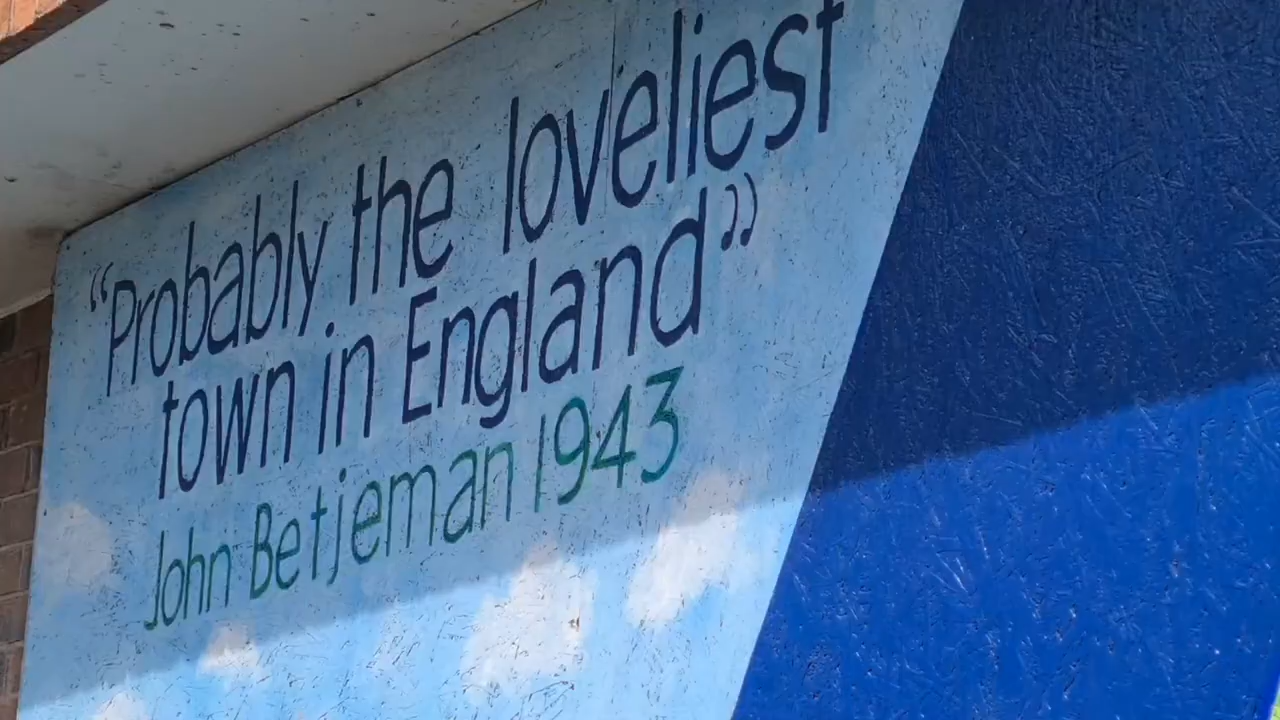 “Probably the loveliest
town in England”
John Betjeman 1943